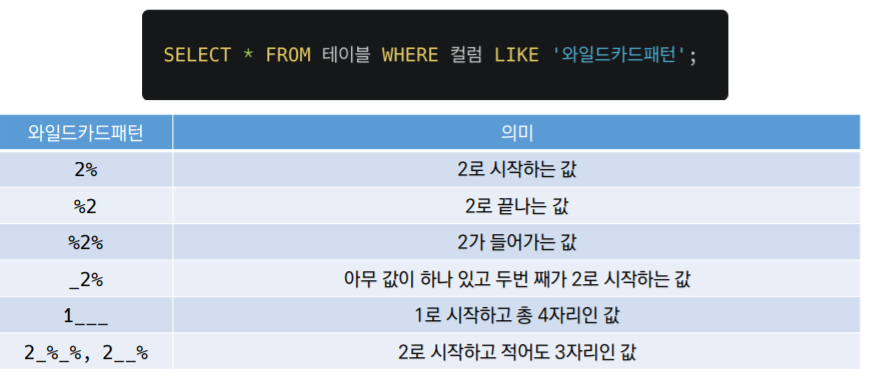 SELECT * FROM 테이블 WHERE 컬럼 LIKE '와일드카드패턴';
와일드카드패턴 의미
2% 2로 시작하는 값
%2 2로 끝나는 값
%2% 2가 들어가는 값
_2% 아무 값이 하나 있고 두번 째가 2로 시작하는 값
1___ 1로 시작하고 총 4자리인 값
2_%_%, 2__% 2로 시작하고 적어도 3자리인 값